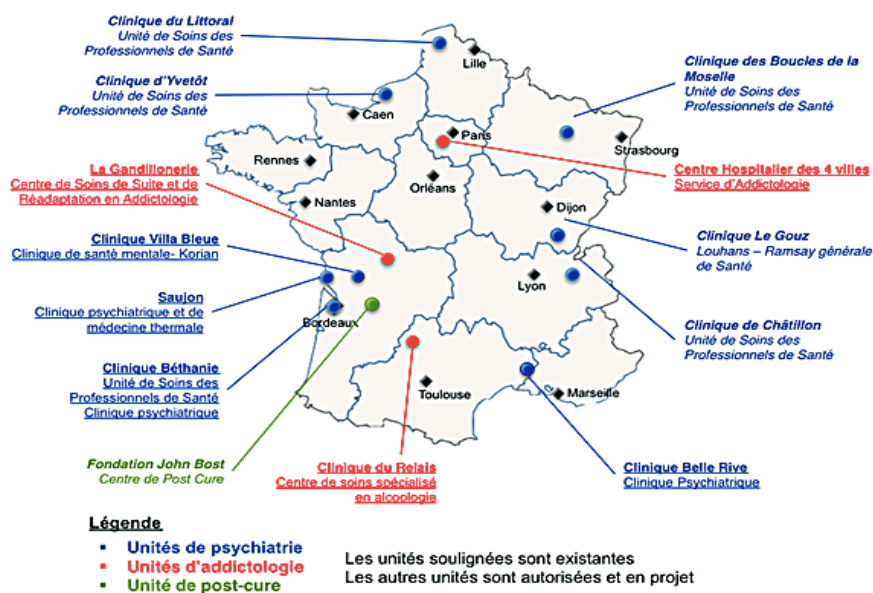 Clinique du Littoral
Unité de Soins des
Professionnels de Santé
Lille
Clinique des Boucles de la
Moselle
Unité de Soins des
Professionnels de Santé
Clinique d'Yvetôt
Unité de Soins des
Professionnels de Santé
Caen
Paris
Strasbourg
Rennes
La Gandillonerie
Centre de Soins de Suite et de
Réadaptation en Addictologie
Centre Hospitalier des 4 villes
Service d'Addictologie
Orléans
Nantes
Dijon
Clinique Villa Bleue
Clinique de santé mentale- Korian
Clinique Le Gouz
Louhans – Ramsay générale
de Santé
Lyon
Saujon
Clinique psychiatrique et de
médecine thermale
Bordeaux
Clinique de Châtillon
Unité de Soins des
Professionnels de Santé
Clinique Béthanie
Unité de Soins des
Professionnels de Santé
Clinique psychiatrique
Toulouse
Marseille
Fondation John Bost
Centre de Post Cure
Clinique du Relais
Centre de soins spécialisé
en alcoologie
Clinique Belle Rive
Clinique Psychiatrique
Légende
Unités de psychiatrie
Unités d'addictologie
Unité de post-cure
Les unités soulignées sont existantes
Les autres unités sont autorisées et en projet